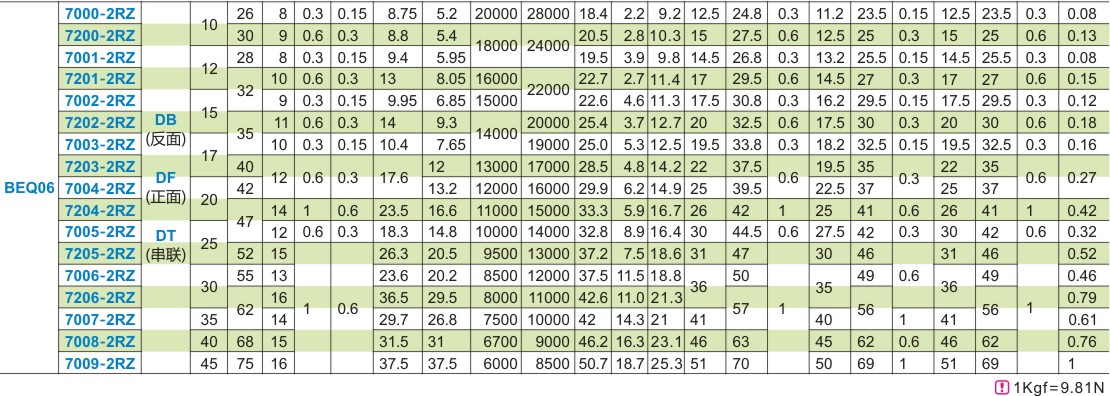 7000-2RZ 10 26 8 0.3 0.15 8.75 5.2 20000 28000 18.4 2.2 9.2 12.5 24.8 0.3 11.2 23.5 0.15 12.5 23.5 0.3 0.08
7200-2RZ 30 9 0.6 0.3 8.8 5.4 18000 24000 20.5 2.8 10.3 15 27.5 0.6 12.5 25 0.3 15 25 0.6 0.13
7001-2RZ 12 28 8 0.3 0.15 9.4 5.95 19.5 3.9 9.8 14.5 26.8 0.3 13.2 25.5 0.15 14.5 25.5 0.3 0.08
7201-2RZ 32 10 0.6 0.3 13 8.05 16000 22000 22.7 2.7 11.4 17 29.5 0.6 14.5 27 0.3 17 27 0.6 0.15
7002-2RZ 15 9 0.3 0.15 9.95 6.85 15000 22.6 4.6 11.3 17.5 30.8 0.3 16.2 29.5 0.15 17.5 29.5 0.3 0.12
7202-2RZ DB 35 11 0.6 0.3 14 9.3 14000 20000 25.4 3.7 12.7 20 32.5 0.6 17.5 30 0.3 20 30 0.6 0.18
7003-2RZ (反面) 17 10 0.3 0.15 10.4 7.65 19000 25.0 5.3 12.5 19.5 33.8 0.3 18.2 32.5 0.15 19.5 32.5 0.3 0.16
7203-2RZ DF 40 12 0.6 0.3 17.6 12 13000 17000 28.5 4.8 14.2 22 37.5 0.6 19.5 35 0.3 22 35 0.6 0.27
BEQ06 7004-2RZ (正面) 20 42 13.2 12000 16000 29.9 6.2 14.9 25 39.5 22.5 37 25 37
7204-2RZ 47 14 1 0.6 23.5 16.6 11000 15000 33.3 5.9 16.7 26 42 1 25 41 0.6 26 41 1 0.42
7005-2RZ DT 25 12 0.6 0.3 18.3 14.8 10000 14000 32.8 8.9 16.4 30 44.5 0.6 27.5 42 0.3 30 42 0.6 0.32
7205-2RZ (串联) 52 15 1 0.6 26.3 20.5 9500 13000 37.2 7.5 18.6 31 47 1 30 46 0.6 31 46 1 0.52
7006-2RZ 30 55 13 23.6 20.2 8500 12000 37.5 11.5 18.8 36 50 35 49 36 49 0.46
7206-2RZ 62 16 36.5 29.5 8000 11000 42.6 11.0 21.3 57 56 56 0.79
7007-2RZ 35 14 29.7 26.8 7500 10000 42 14.3 21 41 40 1 41 0.61
7008-2RZ 40 68 15 31.5 31 6700 9000 46.2 16.3 23.1 46 63 45 62 0.6 46 62 0.76
7009-2RZ 45 75 16 37.5 37.5 6000 8500 50.7 18.7 25.3 51 70 50 69 1 51 69 1
! 1Kgf=9.81N